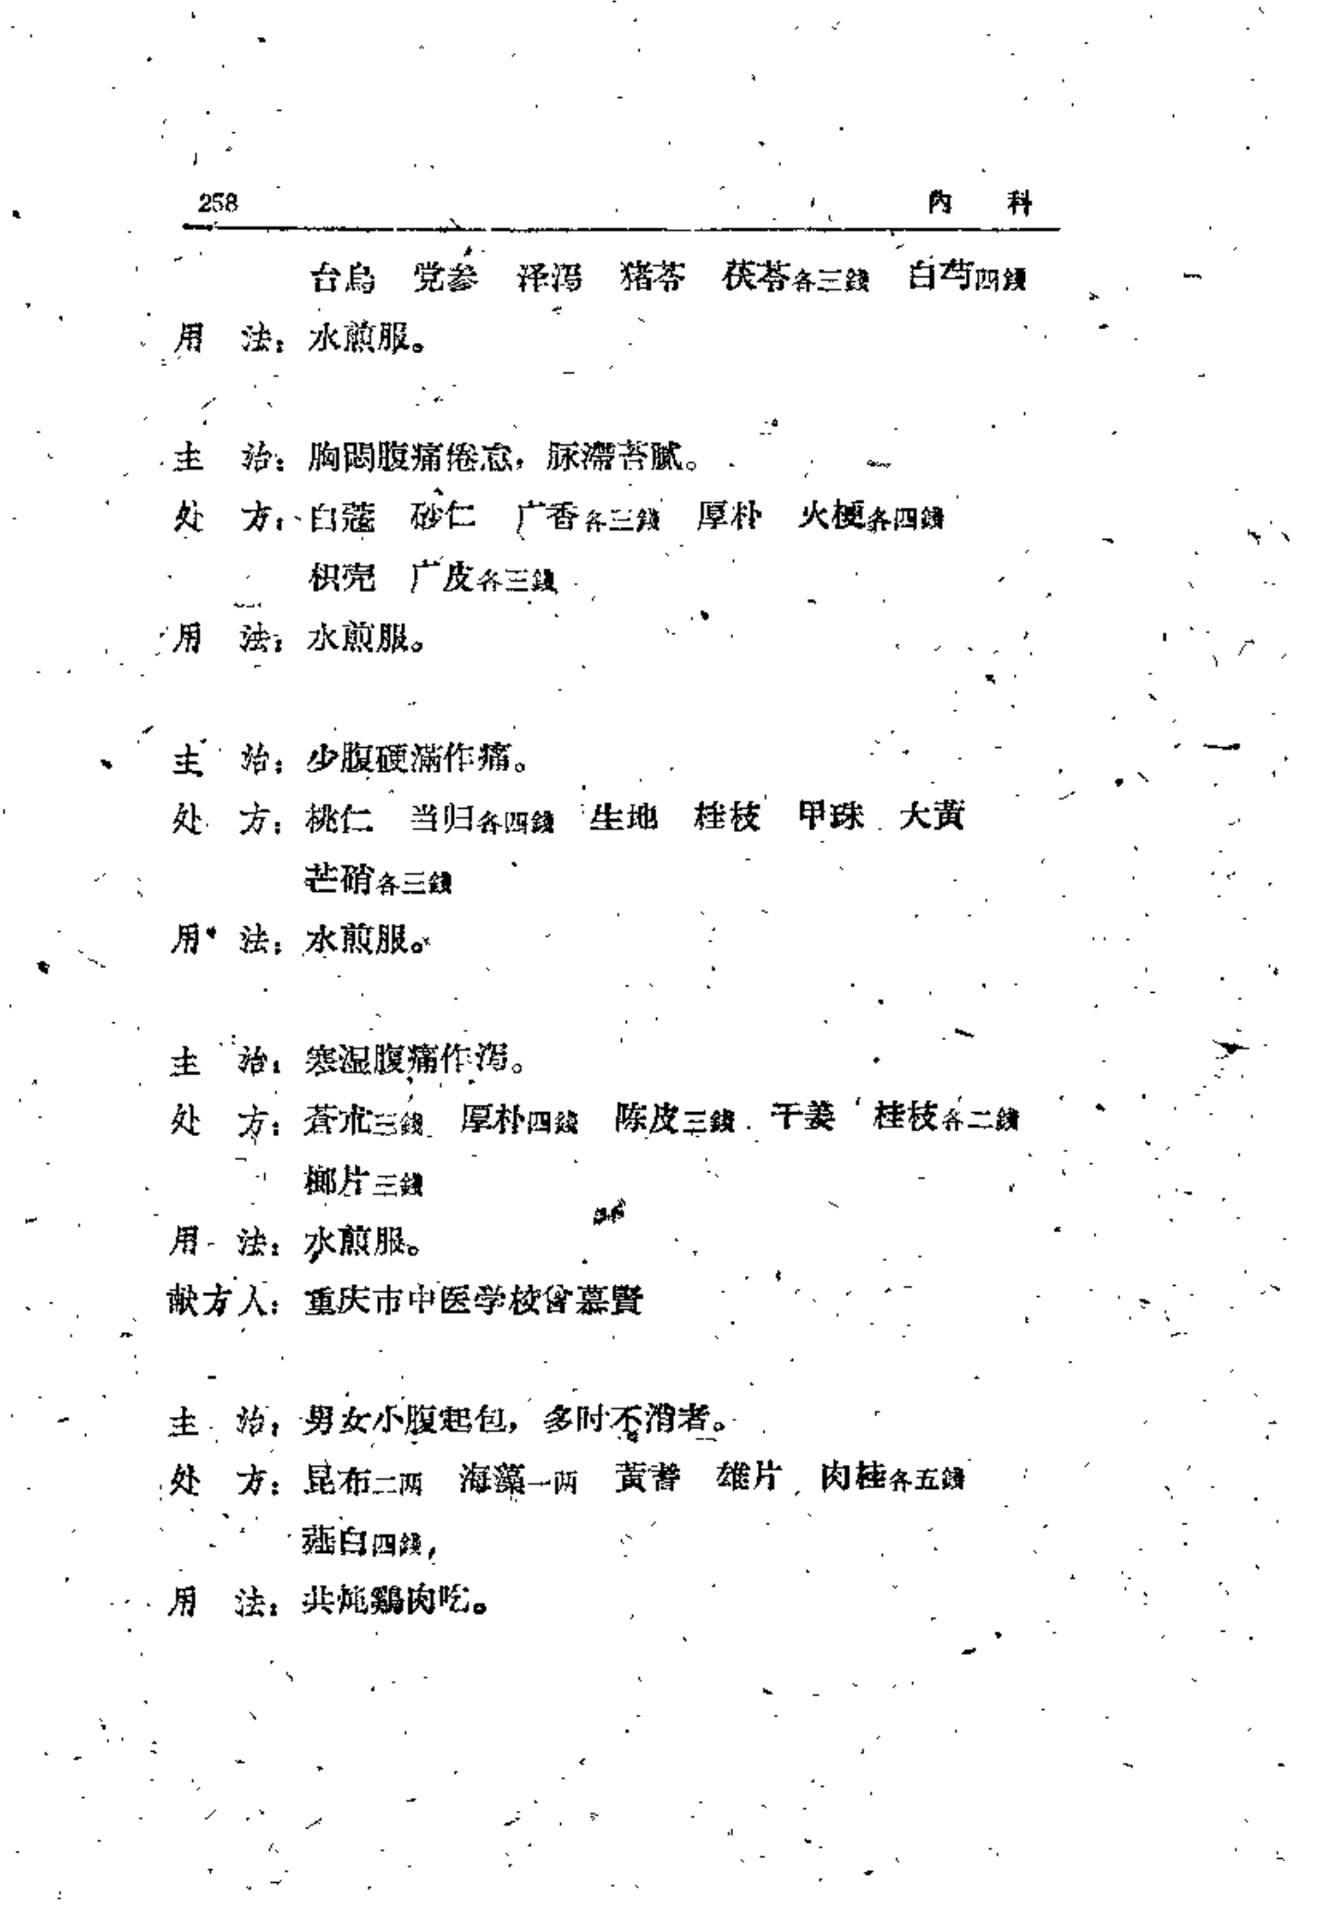 258 內 科
台烏 党参 泽泻 猪苓 茯苓各三錢 白芍四錢
用 法：水煎服。
主 治：胸悶腹痛倦怠，脉滯苔膩。
处 方：白蔻 砂仁 广香各三錢 厚朴 火梗各四錢
枳壳 广皮各三錢
用 法：水煎服。
主 治：少腹硬滿作痛。
处 方：桃仁 当归各四錢 生地 桂枝 甲珠 大黃
芒硝各三錢
用 法：水煎服。
主 治：寒湿腹痛作泻。
处 方：蒼朮三錢 厚朴四錢 陈皮三錢 干姜 桂枝各二錢
榔片三錢
用 法：水煎服。
献方人：重庆市中医学校曾慕賢
主 治：男女小腹起包，多时不消者。
处 方：昆布二两 海藻一两 黃耆 雄片 肉桂各五錢
薤白四錢，
用 法：共炖鷄肉吃。